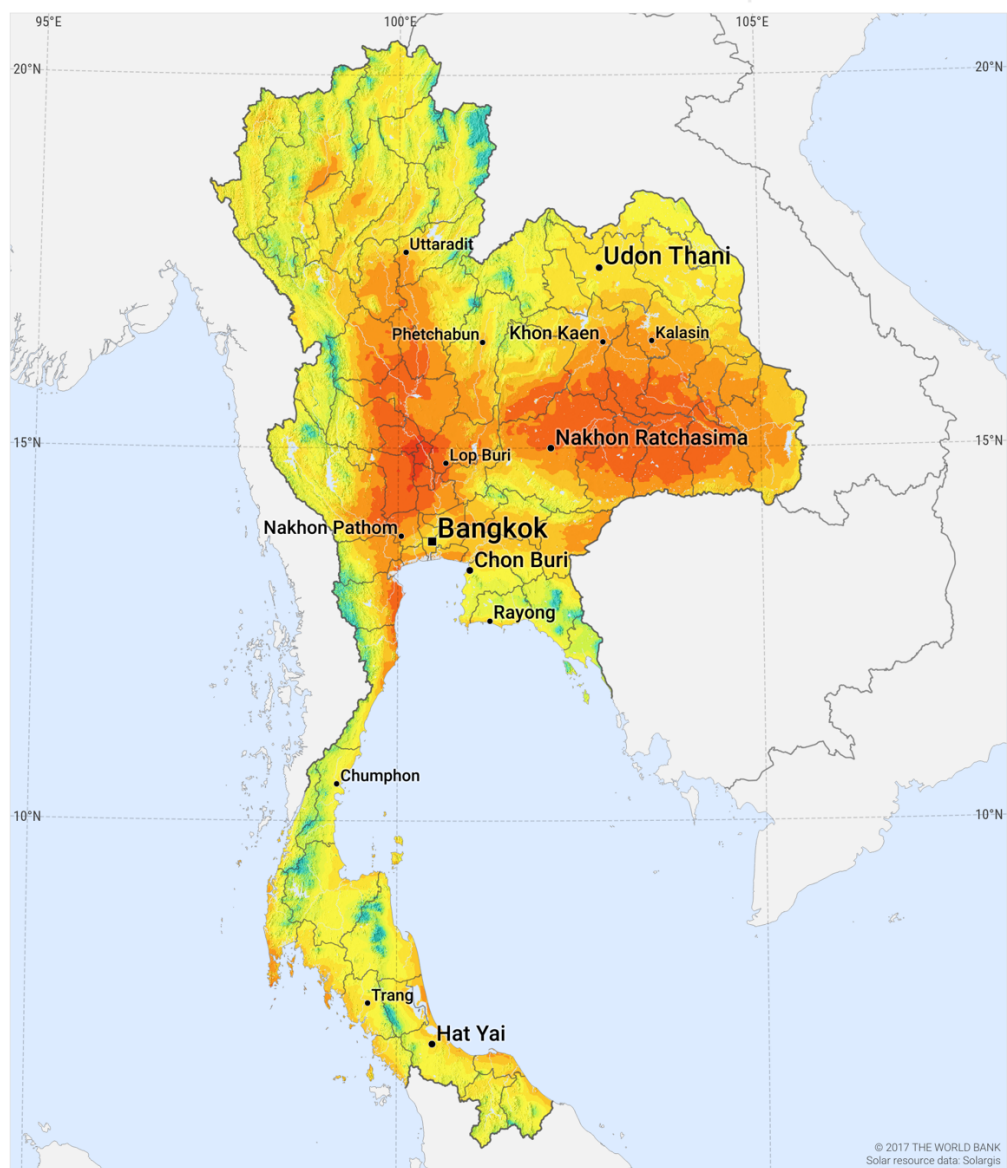 95°E
100°E
105°E
20°N
20°N
Uttaradit
Udon Thani
Phetchabun
Khon Kaen
Kalasin
15°N
Nakhon Ratchasima
15°N
Lop Buri
Nakhon Pathom
Bangkok
Chon Buri
Rayong
Chumphon
10°N
10°N
Trang
Hat Yai
© 2017 THE WORLD BANK
Solar resource data: Solargis